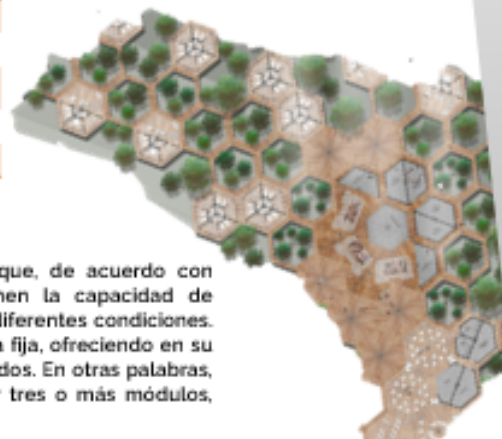 que, de acuerdo con
nen la capacidad de
diferentes condiciones.
a fija, ofreciendo en su
dos. En otras palabras,
tres o más módulos,